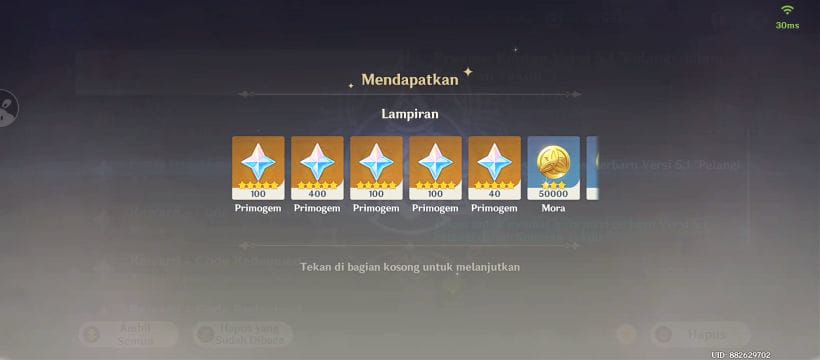 30ms
Mendapatkan
Lampiran
100 400 100 100 40 50000
Primogem Primogem Primogem Primogem Primogem Mora
Tekan di bagian kosong untuk melanjutkan
Ambil Semua
Hapus yang Sudah Dibaca
Hapus
UID: 882629702